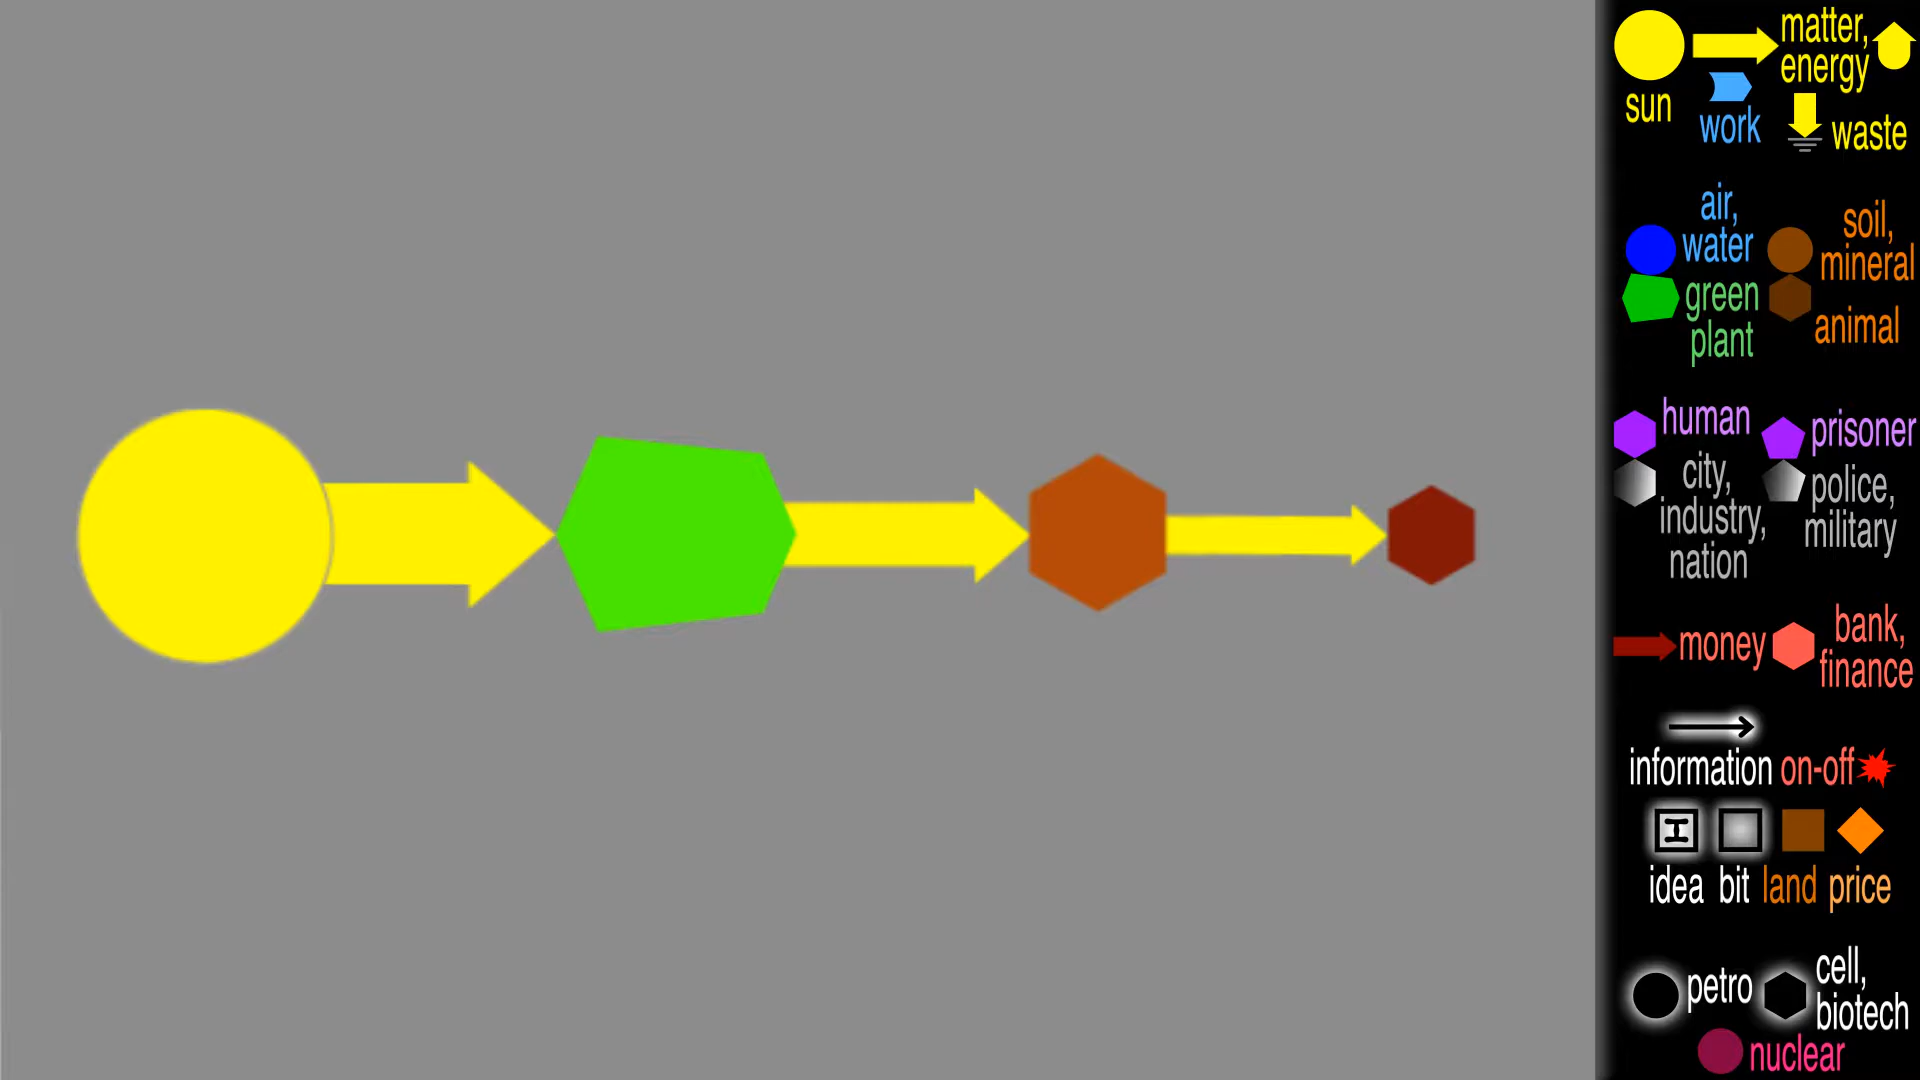 matter,
energy
sun
work
waste
air,
water
soil,
mineral
green
plant
animal
human
prisoner
city,
industry,
nation
police,
military
money
bank,
finance
information on-off
I
idea bit land price
petro
cell,
biotech
nuclear